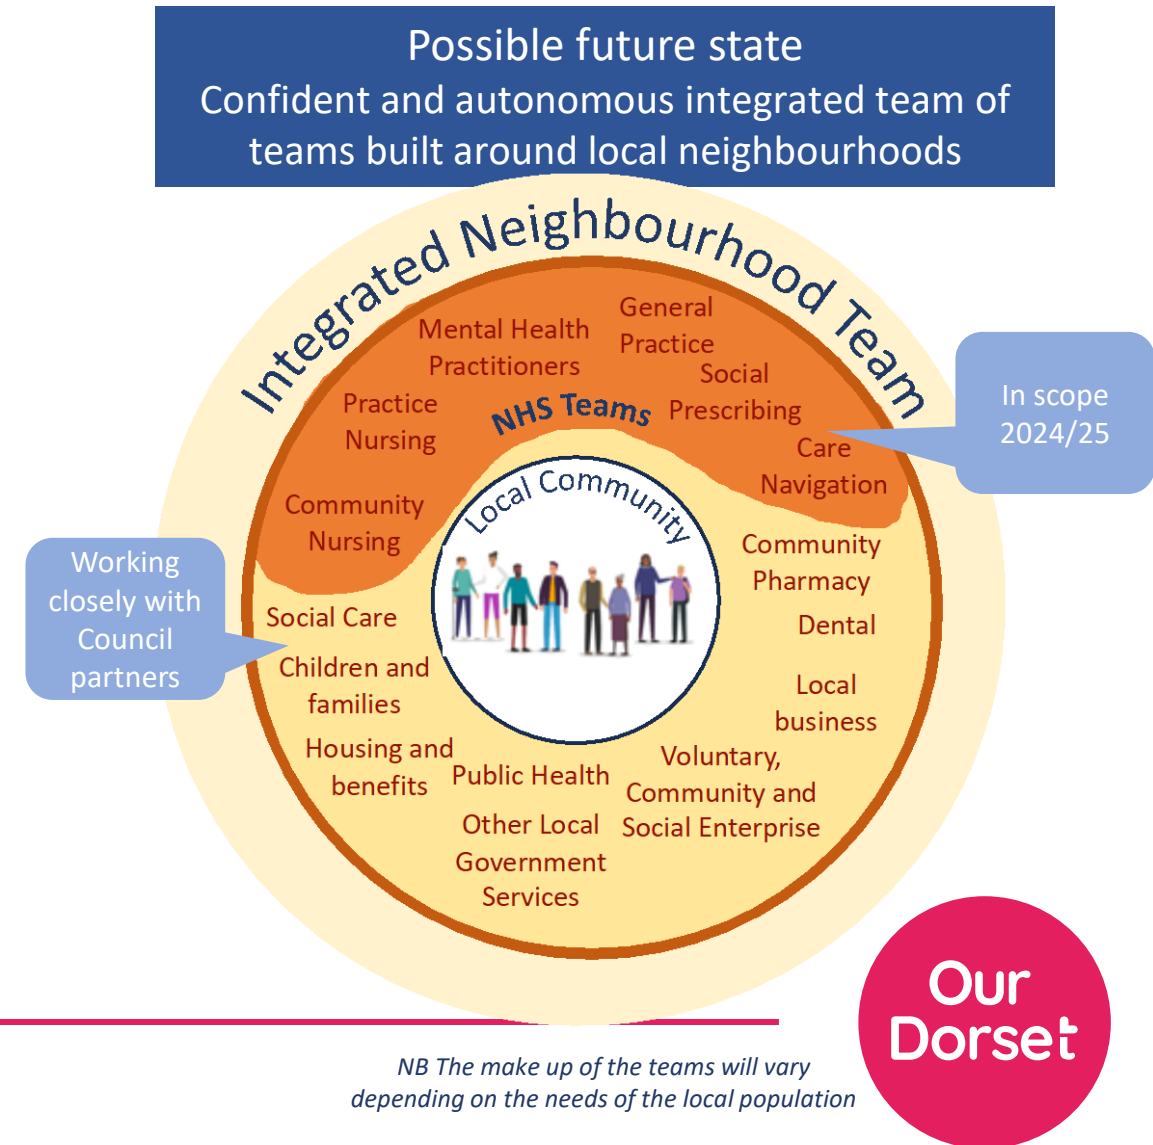 Possible future state
Confident and autonomous integrated team of
teams built around local neighbourhoods
Integrated Neighbourhood Team
General
Practice
Mental Health
Practitioners
Social
Prescribing
Practice
Nursing
NHS Teams
Care
Navigation
In scope
2024/25
Community
Nursing
Local Community
Community
Pharmacy
Working
closely with
Council
partners
Social Care
Dental
Children and
families
Local
business
Housing and
benefits
Public Health
Voluntary,
Community and
Social Enterprise
Other Local
Government
Services
Our
Dorset
NB The make up of the teams will vary
depending on the needs of the local population